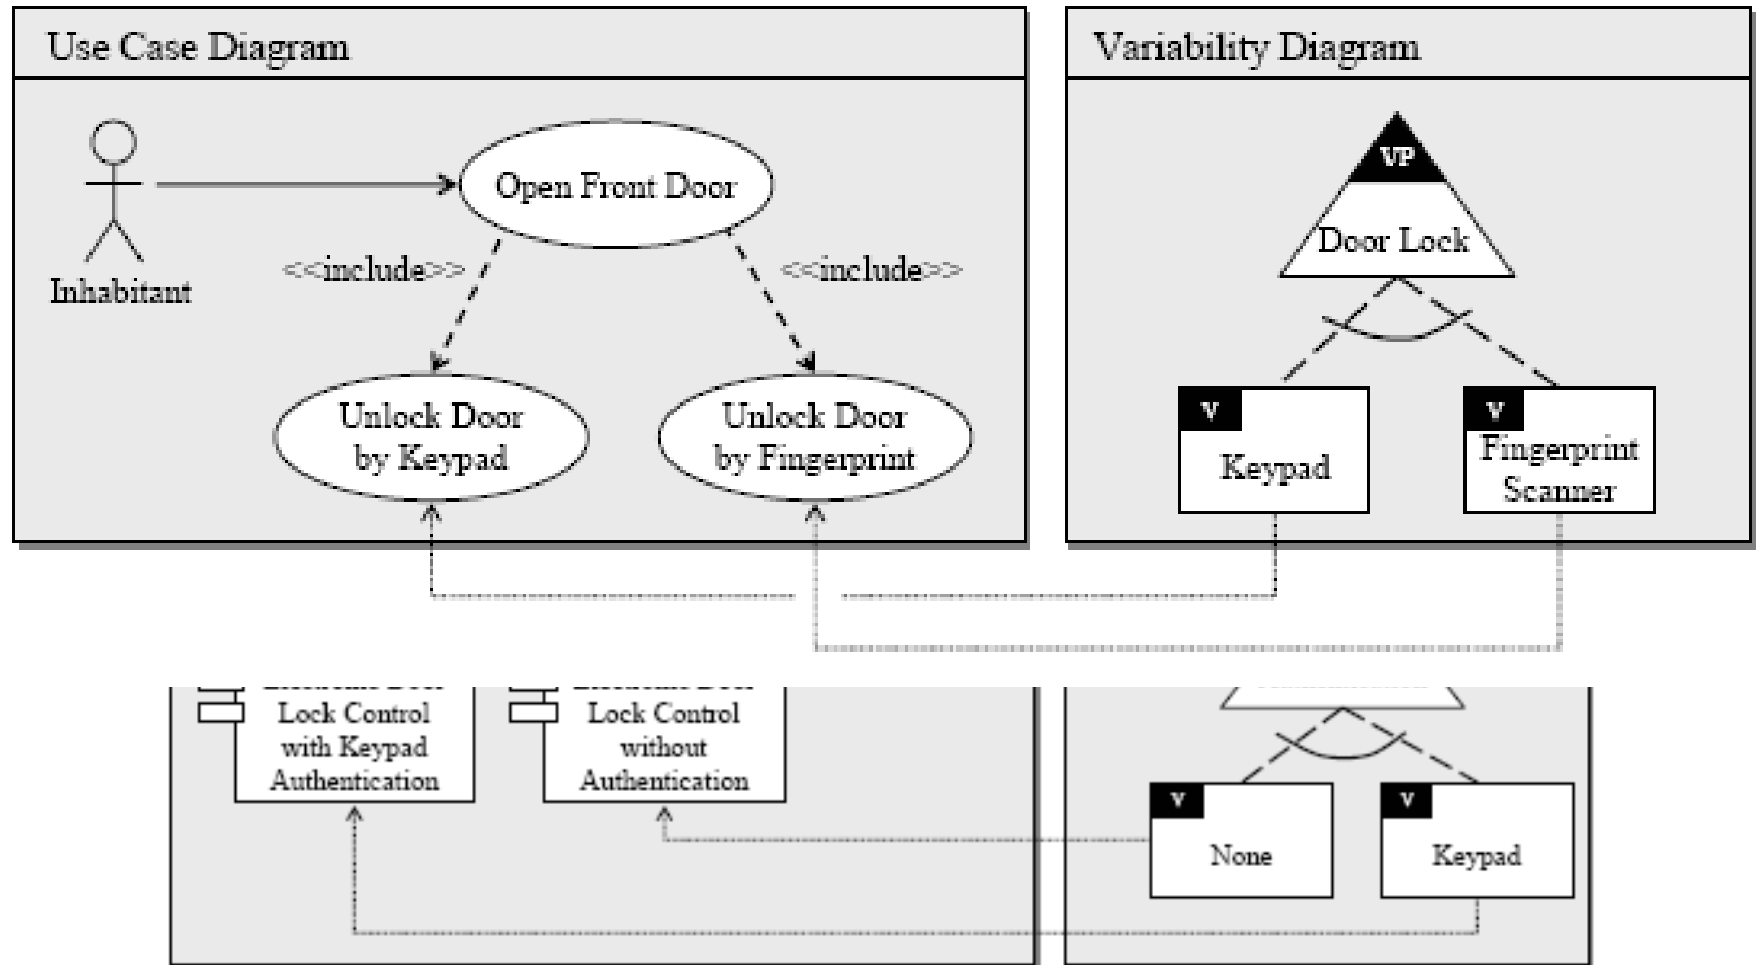 Use Case Diagram
Variability Diagram
VP
Open Front Door
Door Lock
<<include>>
<<include>>
Inhabitant
Unlock Door
by Keypad
Unlock Door
by Fingerprint
V
Keypad
V
Fingerprint
Scanner
Lock Control
with Keypad
Authentication
Lock Control
without
Authentication
V
None
V
Keypad